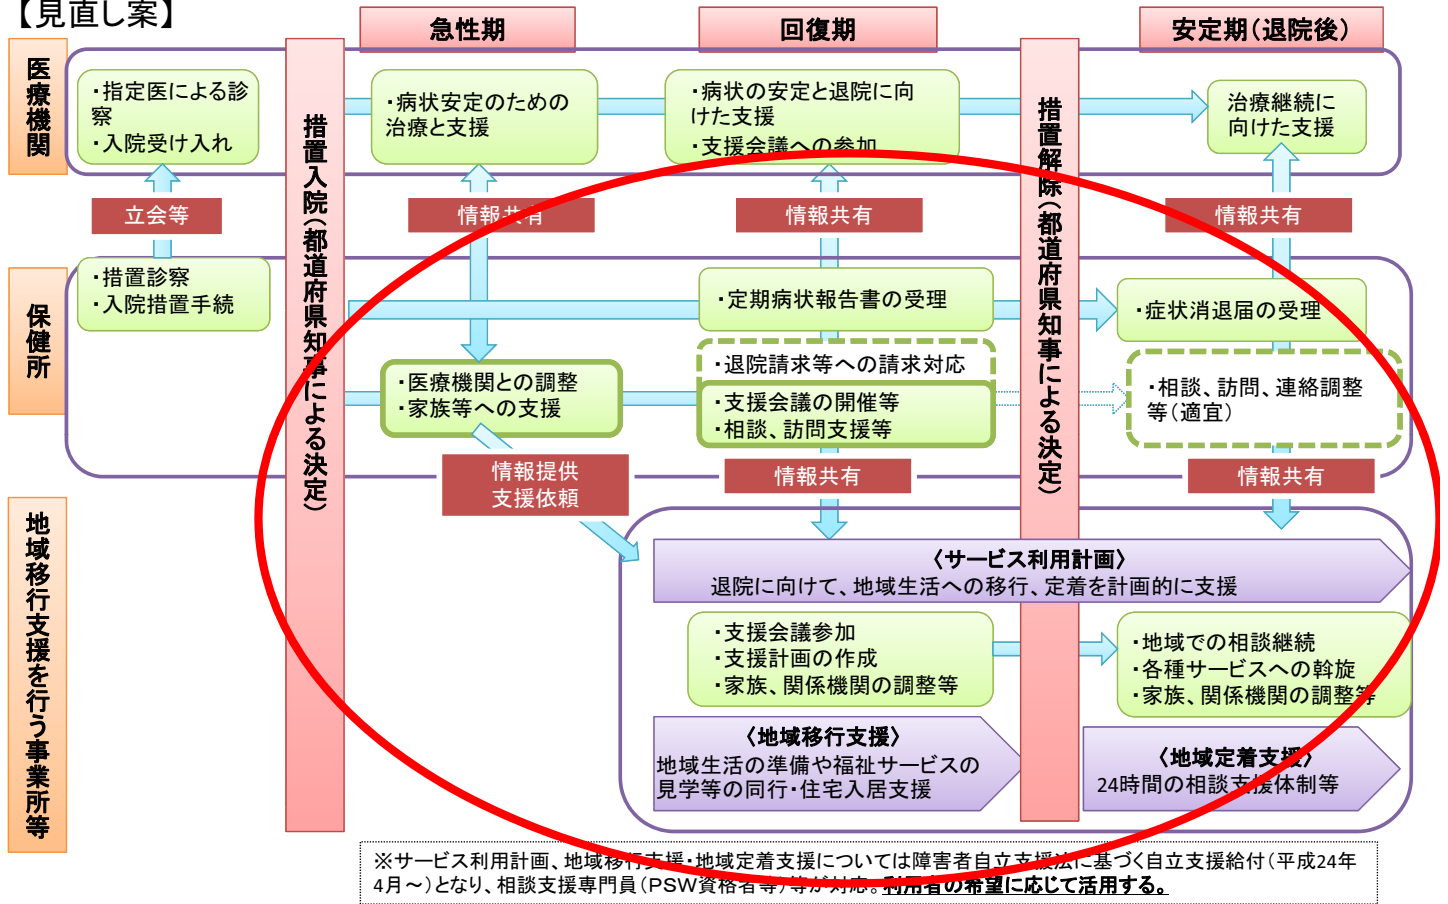 【見直し案】
急性期
回復期
安定期(退院後)
医療機関
・指定医による診
察
・入院受け入れ
措置入院(都道府県知事による決定)
・病状安定のための
治療と支援
・病状の安定と退院に向
けた支援
・支援会議への参加
措置解除(都道府県知事による決定)
治療継続に
向けた支援
立会等
情報共有
情報共有
情報共有
保健所
・措置診察
・入院措置手続
・定期病状報告書の受理
・症状消退届の受理
・医療機関との調整
・家族等への支援
・退院請求等への請求対応
・支援会議の開催等
・相談、訪問支援等
・相談、訪問、連絡調整
等(適宜)
情報提供
支援依頼
情報共有
情報共有
地域移行支援を行う事業所等
〈サービス利用計画〉
退院に向けて、地域生活への移行、定着を計画的に支援
・支援会議参加
・支援計画の作成
・家族、関係機関の調整等
・地域での相談継続
・各種サービスへの斡旋
・家族、関係機関の調整等
〈地域移行支援〉
地域生活の準備や福祉サービスの
見学等の同行・住宅入居支援
〈地域定着支援〉
24時間の相談支援体制等
※サービス利用計画、地域移行支援・地域定着支援については障害者自立支援法に基づく自立支援給付(平成24年
4月～)となり、相談支援専門員(PSW資格者等)等が対応。利用者の希望に応じて活用する。